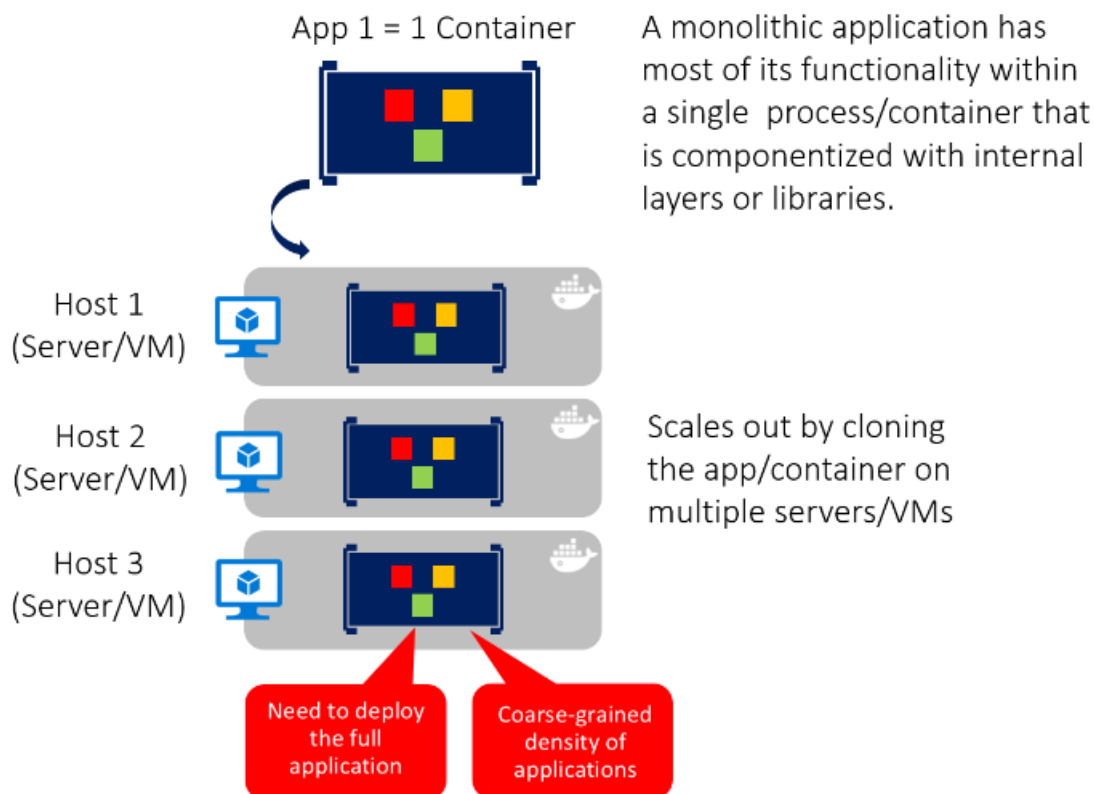 App 1 = 1 Container
A monolithic application has
most of its functionality within
a single process/container that
is componentized with internal
layers or libraries.
Host 1
(Server/VM)
Host 2
(Server/VM)
Scales out by cloning
the app/container on
multiple servers/VMs
Host 3
(Server/VM)
Need to deploy
the full
application
Coarse-grained
density of
applications